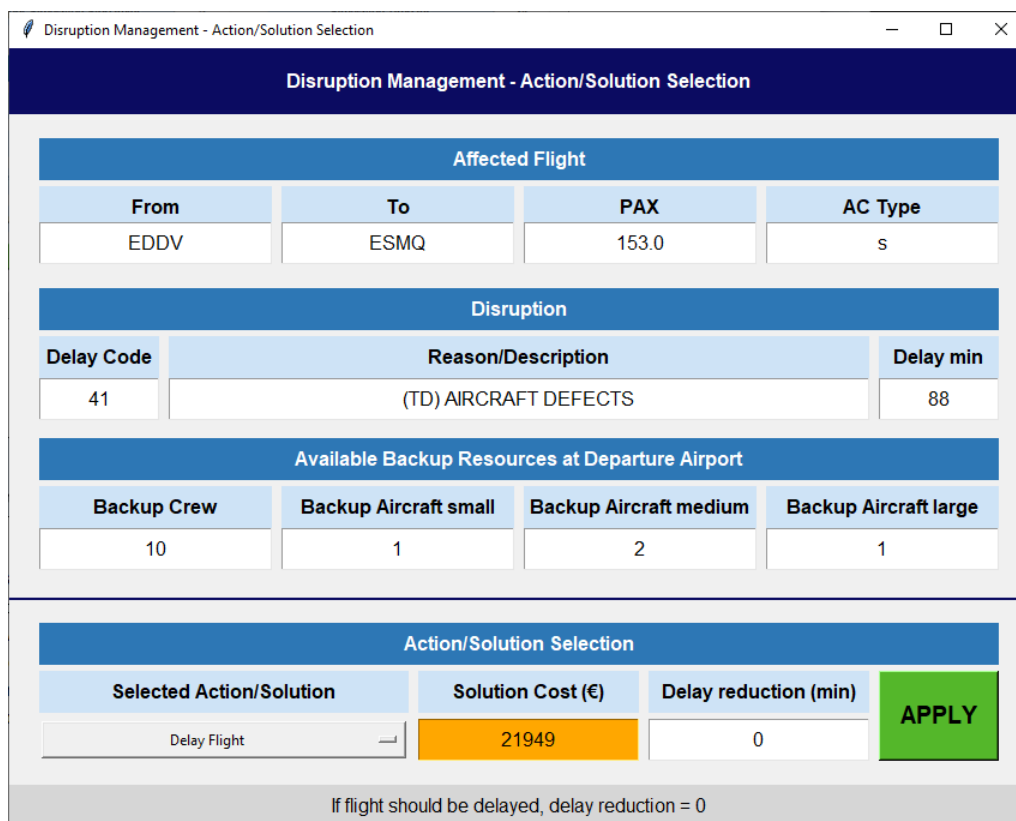 Disruption Management - Action/Solution Selection
Disruption Management - Action/Solution Selection
Affected Flight
From To PAX AC Type
EDDV ESMQ 153.0 s
Disruption
Delay Code Reason/Description Delay min
41 (TD) AIRCRAFT DEFECTS 88
Available Backup Resources at Departure Airport
Backup Crew Backup Aircraft small Backup Aircraft medium Backup Aircraft large
10 1 2 1
Action/Solution Selection
Selected Action/Solution Solution Cost (€) Delay reduction (min)
APPLY
Delay Flight 21949 0
If flight should be delayed, delay reduction = 0